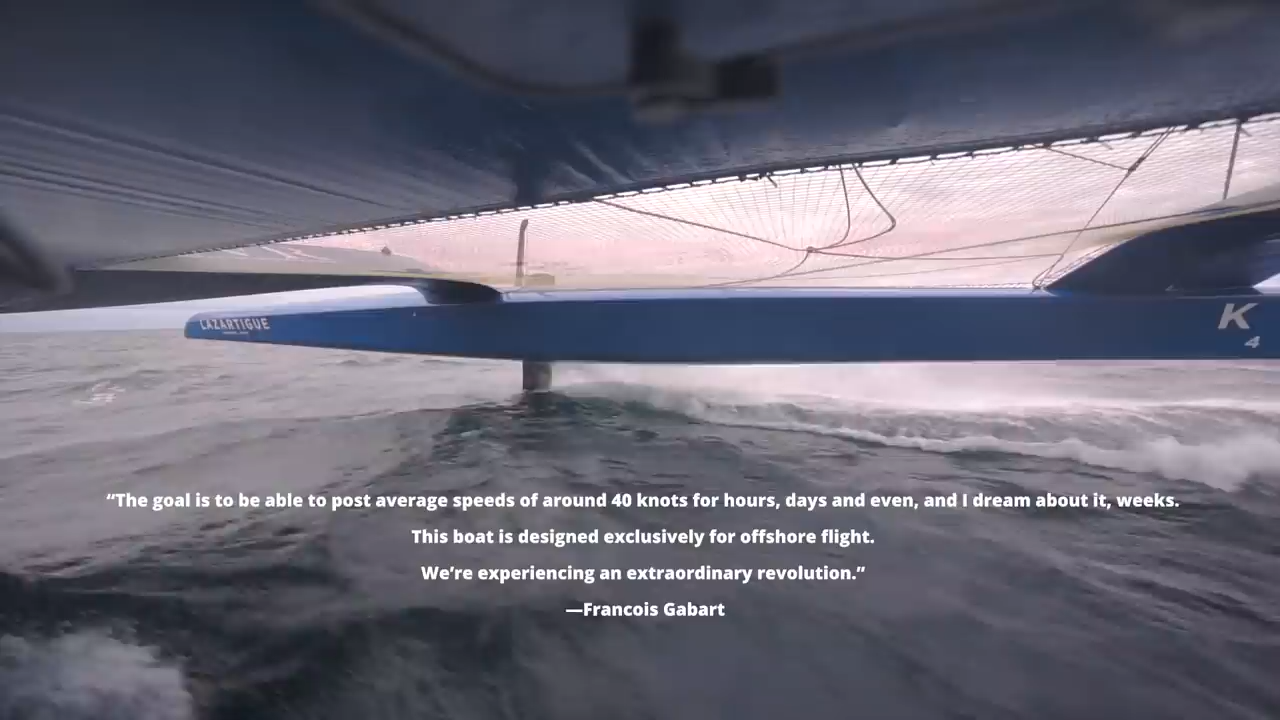 LAZARTIGUE
K
4
“The goal is to be able to post average speeds of around 40 knots for hours, days and even, and I dream about it, weeks.
This boat is designed exclusively for offshore flight.
We’re experiencing an extraordinary revolution.”
—Francois Gabart